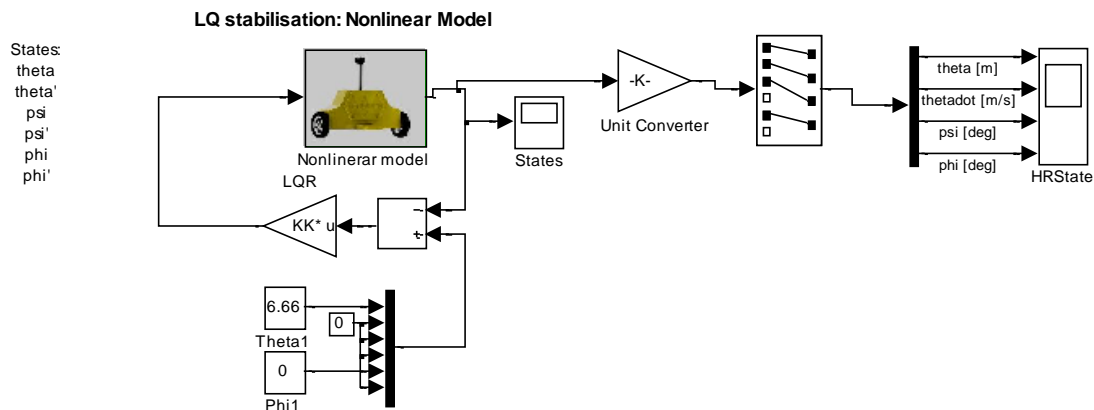 LQ stabilisation: Nonlinear Model
States:
theta
theta'
psi
psi'
phi
phi'
Nonlinerar model
States
-K-
Unit Converter
theta [m]
thetadot [m/s]
psi [deg]
phi [deg]
HRState
LQR
KK* u
−
+
6.66
Theta1
0
0
Phi1